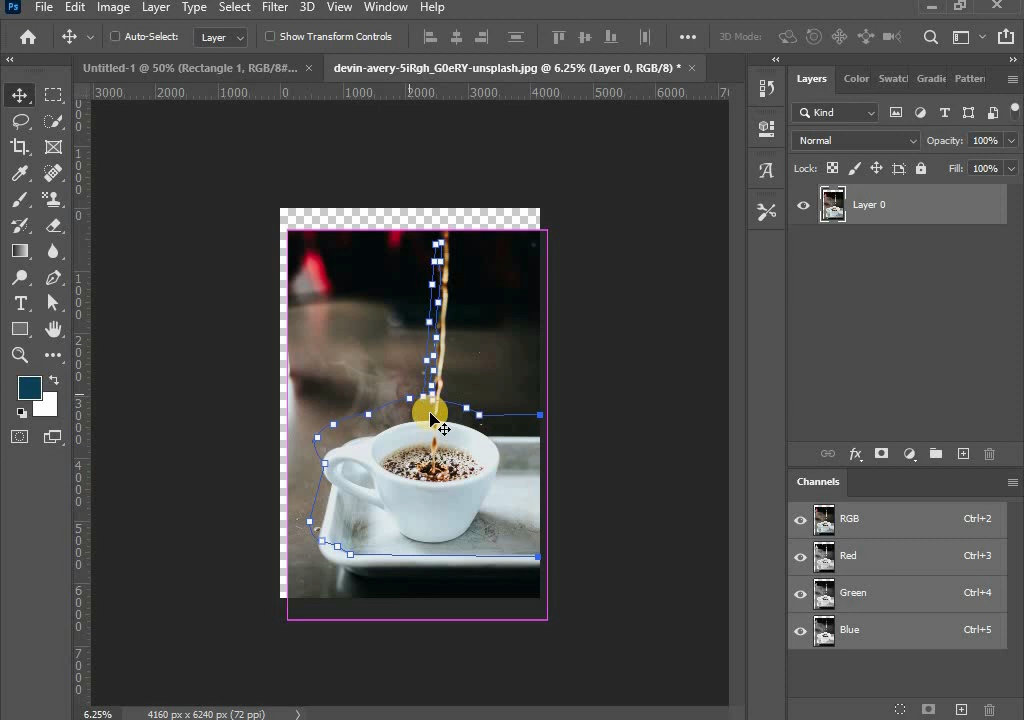 Ps File Edit Image Layer Type Select Filter 3D View Window Help
Auto-Select: Layer Show Transform Controls 3D Mode:
Untitled-1 @ 50% (Rectangle 1, RGB/8#... × devin-avery-5iRgh_G0eRY-unsplash.jpg @ 6.25% (Layer 0, RGB/8) * ×
3000 2000 1000 0 1000 2000 3000 4000 5000 6000
Layers Color Swatc Gradie Pattern
Kind
Normal Opacity: 100%
Lock: Fill: 100%
Layer 0
fx
Channels
RGB Ctrl+2
Red Ctrl+3
Green Ctrl+4
Blue Ctrl+5
6.25% 4160 px x 6240 px (72 ppi)